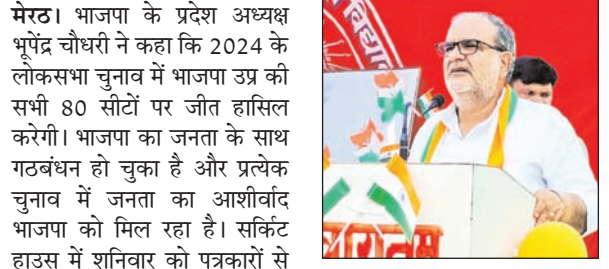 मेरठ। भाजपा के प्रदेश अध्यक्ष
भूपेंद्र चौधरी ने कहा कि 2024 के
लोकसभा चुनाव में भाजपा उप्र की
सभी 80 सीटों पर जीत हासिल
करेगी। भाजपा का जनता के साथ
गठबंधन हो चुका है और प्रत्येक
चुनाव में जनता का आशीर्वाद
भाजपा को मिल रहा है। सर्किट
हाउस में शनिवार को पत्रकारों से